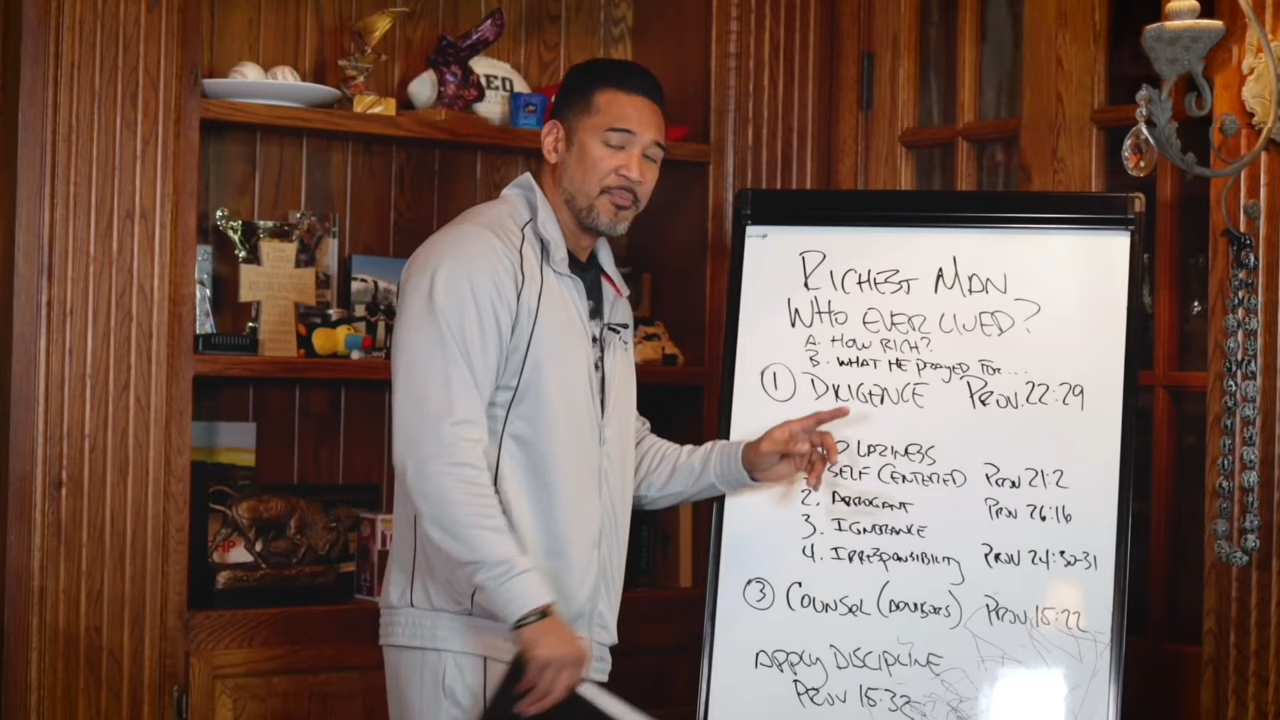 RICHEST MAN
WHO EVER LIVED?
A. HOW RICH?
B. WHAT HE PRAYED FOR...
① DILIGENCE PROV. 22:29
LAZINESS
SELF CENTERED PROV 21:2
2. ARROGANT PROV 26:16
3. IGNORANCE
4. IRRESPONSIBILITY PROV 24:30-31
③ COUNSEL (ADVISORS) PROV 15:22
APPLY DISCIPLINE
PROV 15:32
EO
HP